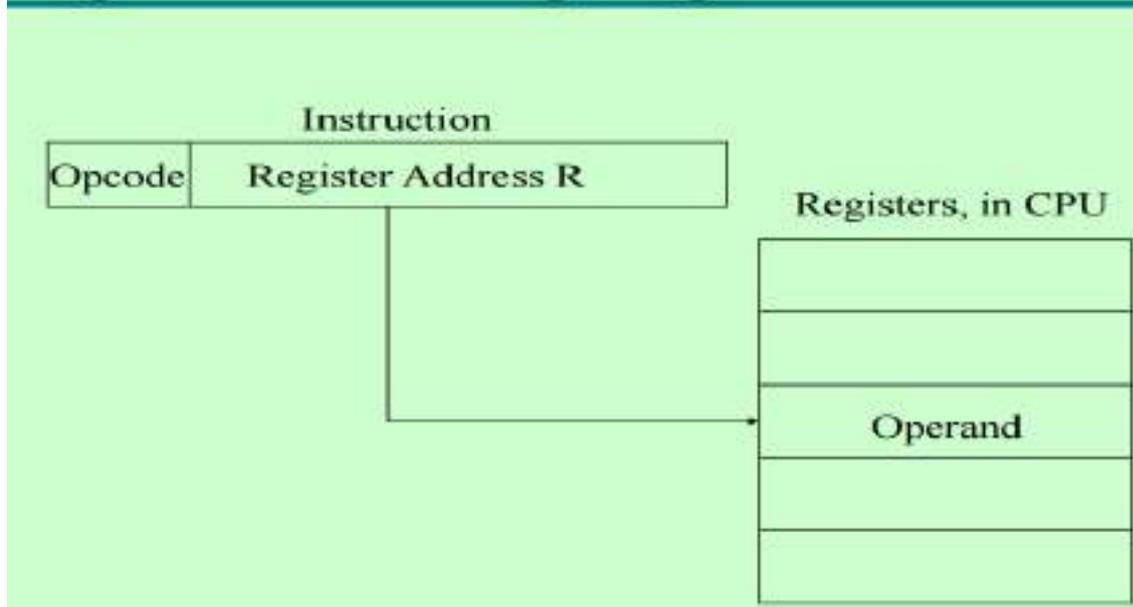 Instruction
Opcode Register Address R
Registers, in CPU
Operand